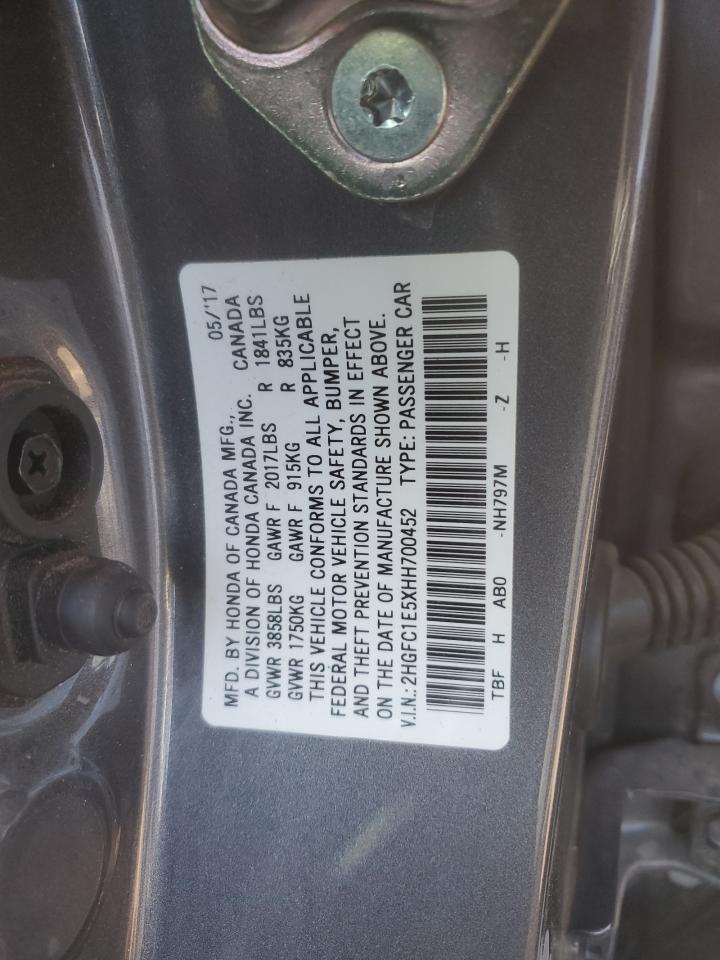 MFD. BY HONDA OF CANADA MFG., 05/'17
A DIVISION OF HONDA CANADA INC. CANADA
GVWR 3858LBS GAWR F 2017LBS R 1841LBS
GVWR 1750KG GAWR F 915KG R 835KG
THIS VEHICLE CONFORMS TO ALL APPLICABLE
FEDERAL MOTOR VEHICLE SAFETY, BUMPER,
AND THEFT PREVENTION STANDARDS IN EFFECT
ON THE DATE OF MANUFACTURE SHOWN ABOVE.
V.I.N.:2HGFC1E5XHH700452 TYPE: PASSENGER CAR
TBF H AB0 -NH797M -Z -H